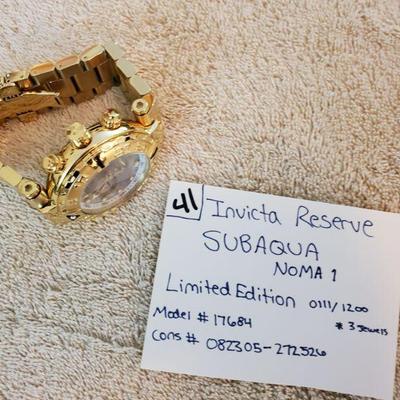 41 Invicta Reserve
SUBAQUA
NOMA 1
Limited Edition 0111/1200
Model # 17684 * 3 Jewels
Cons # 082305-272526